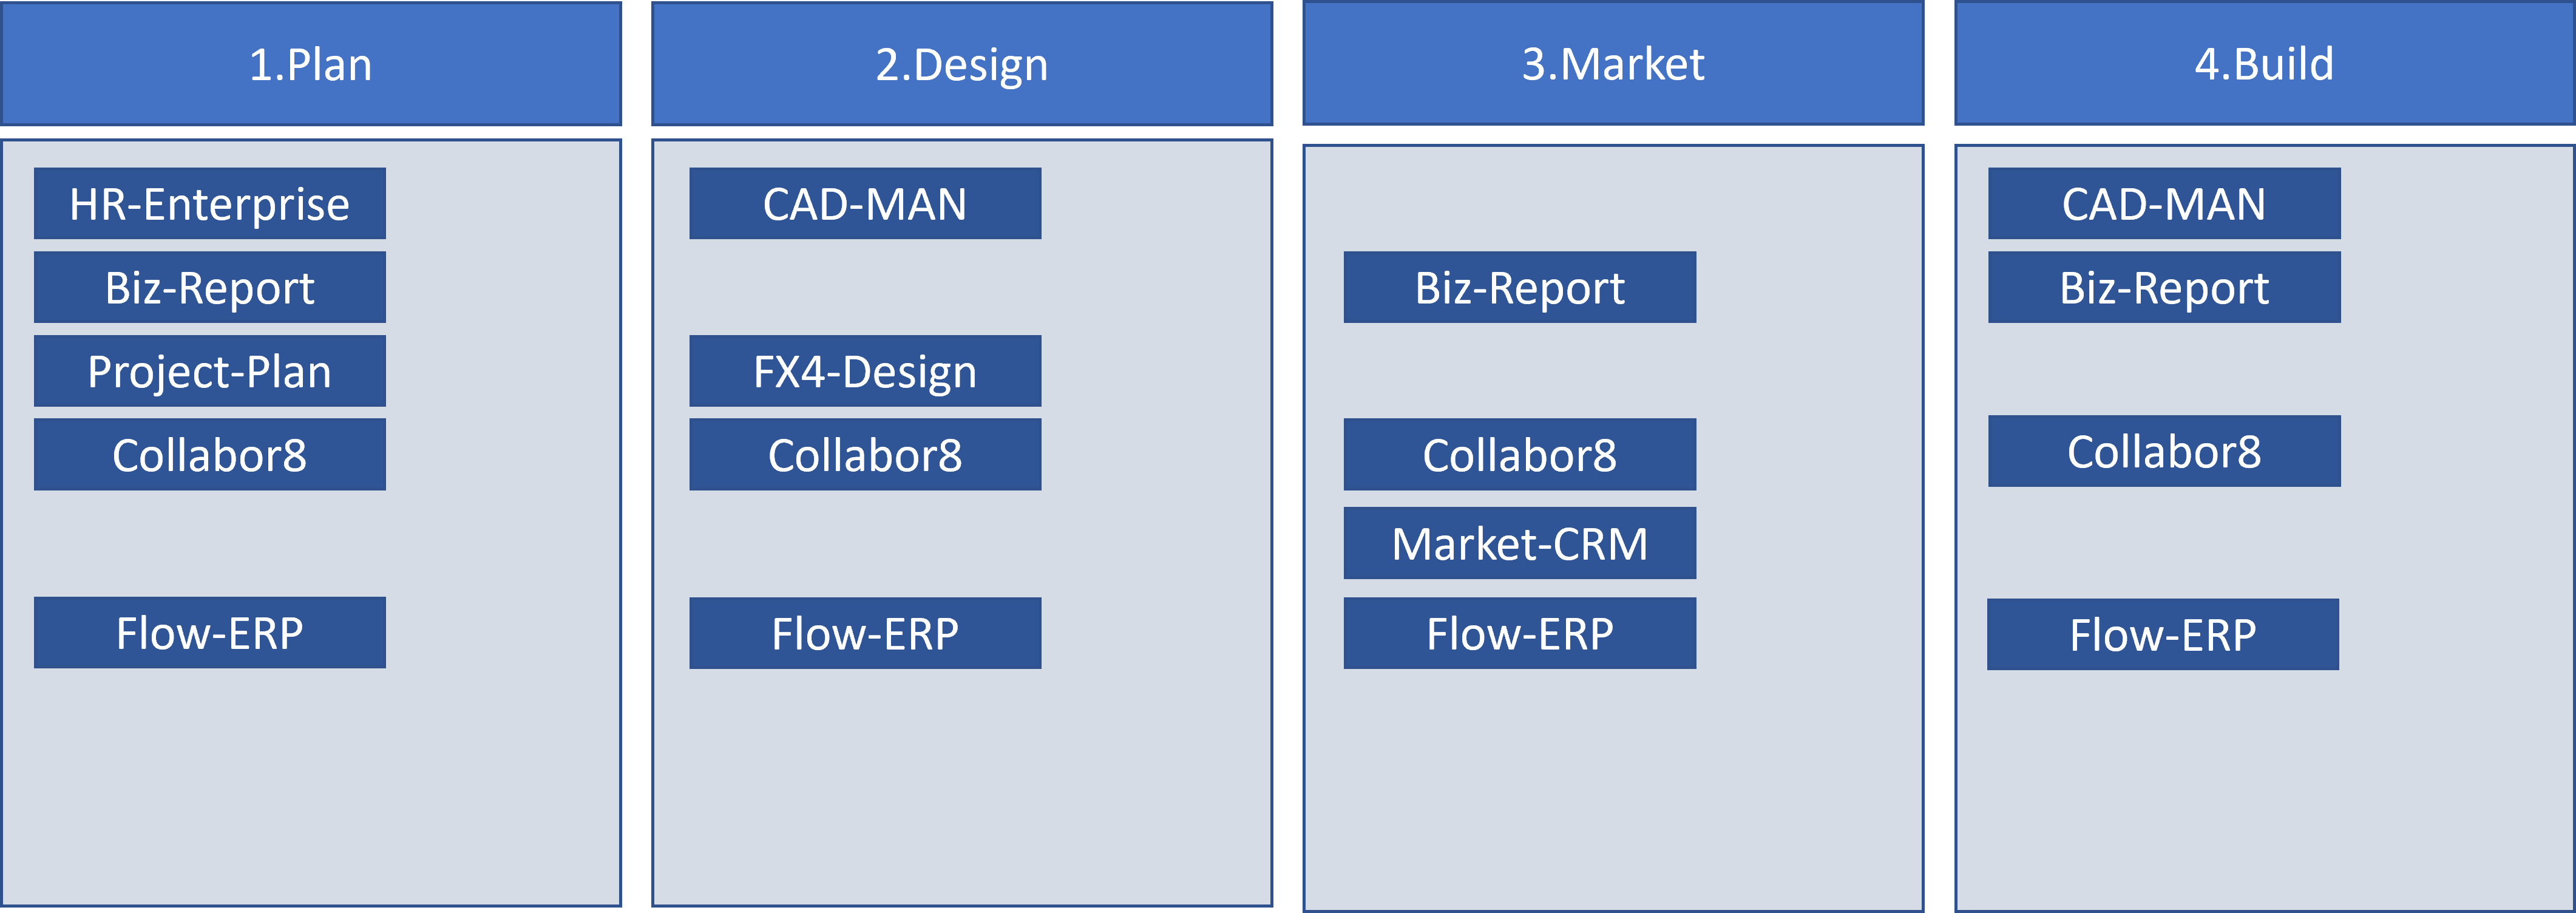 1.Plan
HR-Enterprise
Biz-Report
Project-Plan
Collabor8
Flow-ERP
2.Design
CAD-MAN
FX4-Design
Collabor8
Flow-ERP
3.Market
Biz-Report
Collabor8
Market-CRM
Flow-ERP
4.Build
CAD-MAN
Biz-Report
Collabor8
Flow-ERP